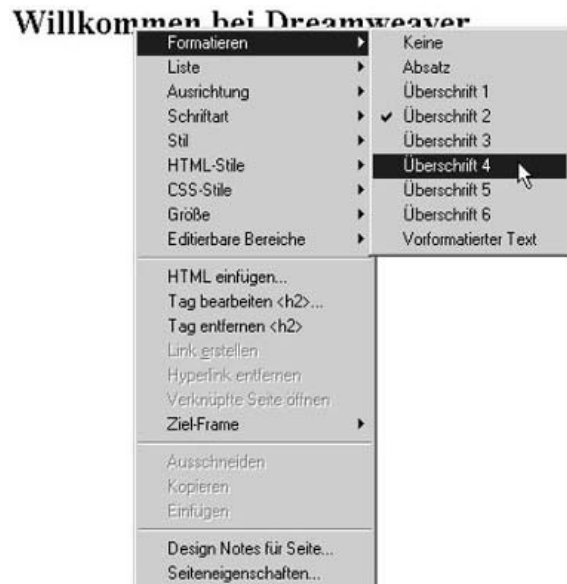 Willkommen bei Dreamweaver
Formatieren
Liste
Ausrichtung
Schriftart
Stil
HTML-Stile
CSS-Stile
Größe
Editierbare Bereiche
HTML einfügen...
Tag bearbeiten <h2>...
Tag entfernen <h2>
Link erstellen
Hyperlink entfernen
Verknüpfte Seite öffnen
Ziel-Frame
Ausschneiden
Kopieren
Einfügen
Design Notes für Seite...
Seiteneigenschaften...
Keine
Absatz
Überschrift 1
Überschrift 2
Überschrift 3
Überschrift 4
Überschrift 5
Überschrift 6
Vorformatierter Text